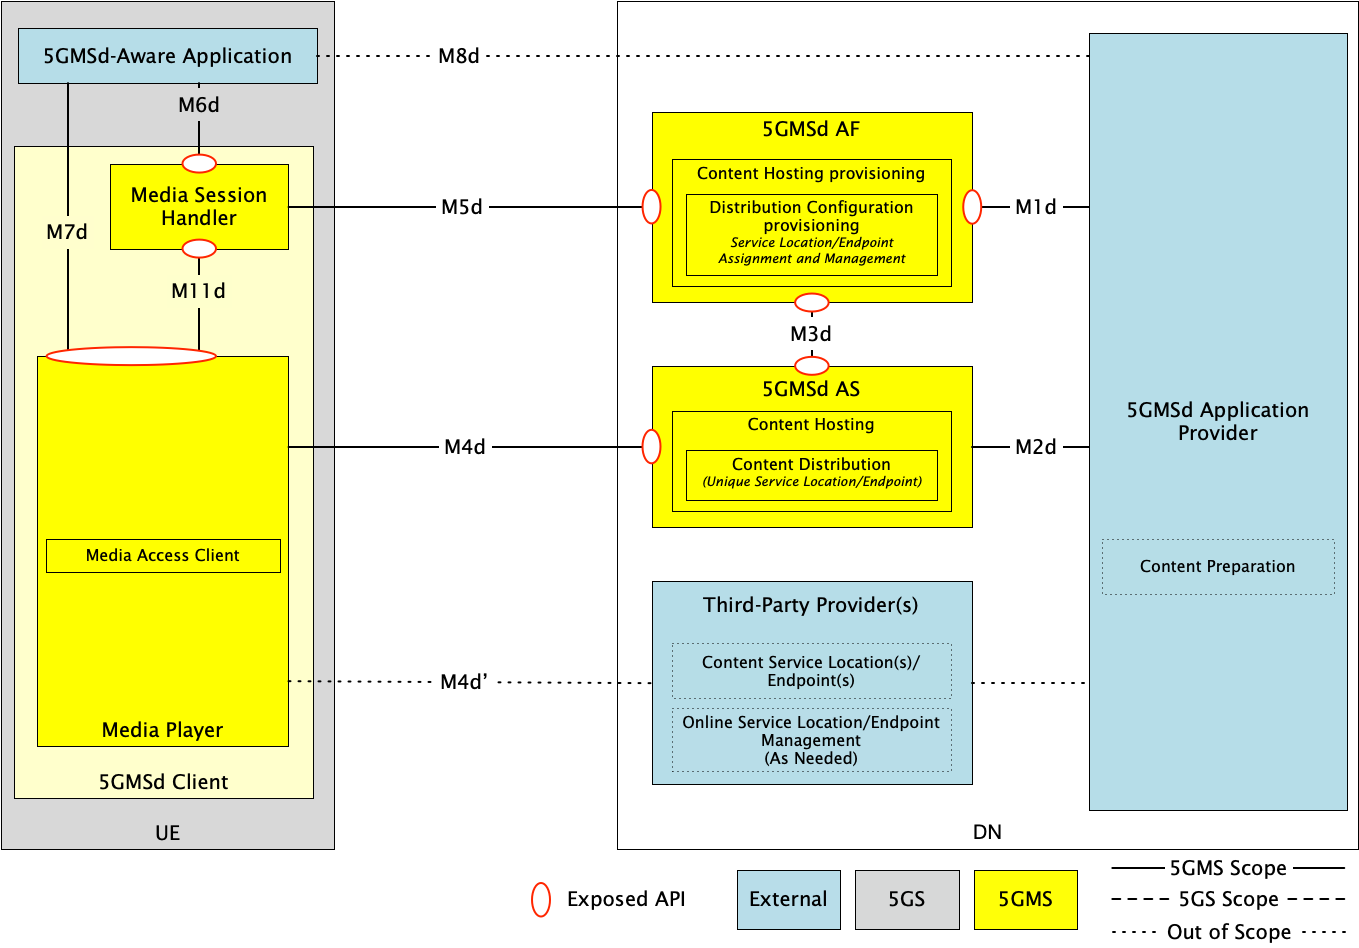 5GMSd-Aware Application
M8d
M6d
5GMSd AF
Content Hosting provisioning
Media Session
Handler
M5d
Distribution Configuration
provisioning
Service Location/Endpoint
Assignment and Management
M1d
M7d
M11d
M3d
5GMSd AS
Content Hosting
M4d
Content Distribution
(Unique Service Location/Endpoint)
M2d
5GMSd Application
Provider
Media Access Client
Content Preparation
Third-Party Provider(s)
Content Service Location(s)/
Endpoint(s)
M4d’
Online Service Location/Endpoint
Management
(As Needed)
Media Player
5GMSd Client
UE
DN
Exposed API
External
5GS
5GMS
5GMS Scope
5GS Scope
Out of Scope